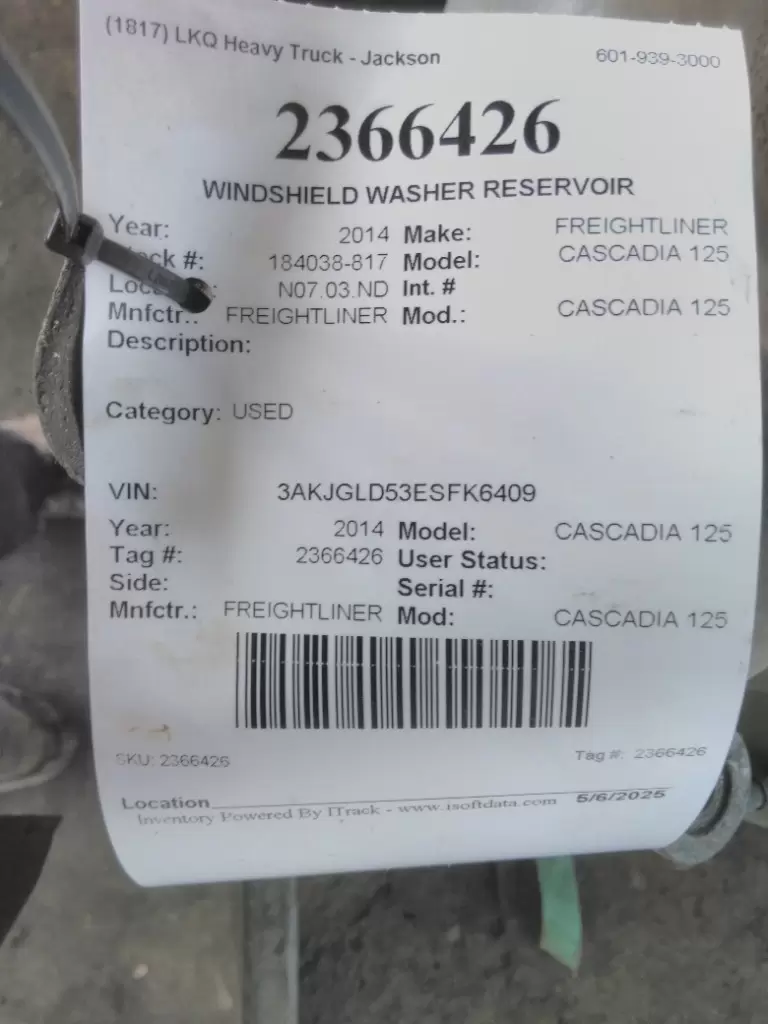 (1817) LKQ Heavy Truck - Jackson 601-939-3000
2366426
WINDSHIELD WASHER RESERVOIR
Year: 2014 Make: FREIGHTLINER
ck #: 184038-817 Model: CASCADIA 125
Loc : N07.03.ND Int. #
Mnfctr.: FREIGHTLINER Mod.: CASCADIA 125
Description:
Category: USED
VIN: 3AKJGLD53ESFK6409
Year: 2014 Model: CASCADIA 125
Tag #: 2366426 User Status:
Side: Serial #:
Mnfctr.: FREIGHTLINER Mod: CASCADIA 125
SKU: 2366426 Tag #: 2366426
Location
Inventory Powered By ITrack - www.isoftdata.com 5/6/2025